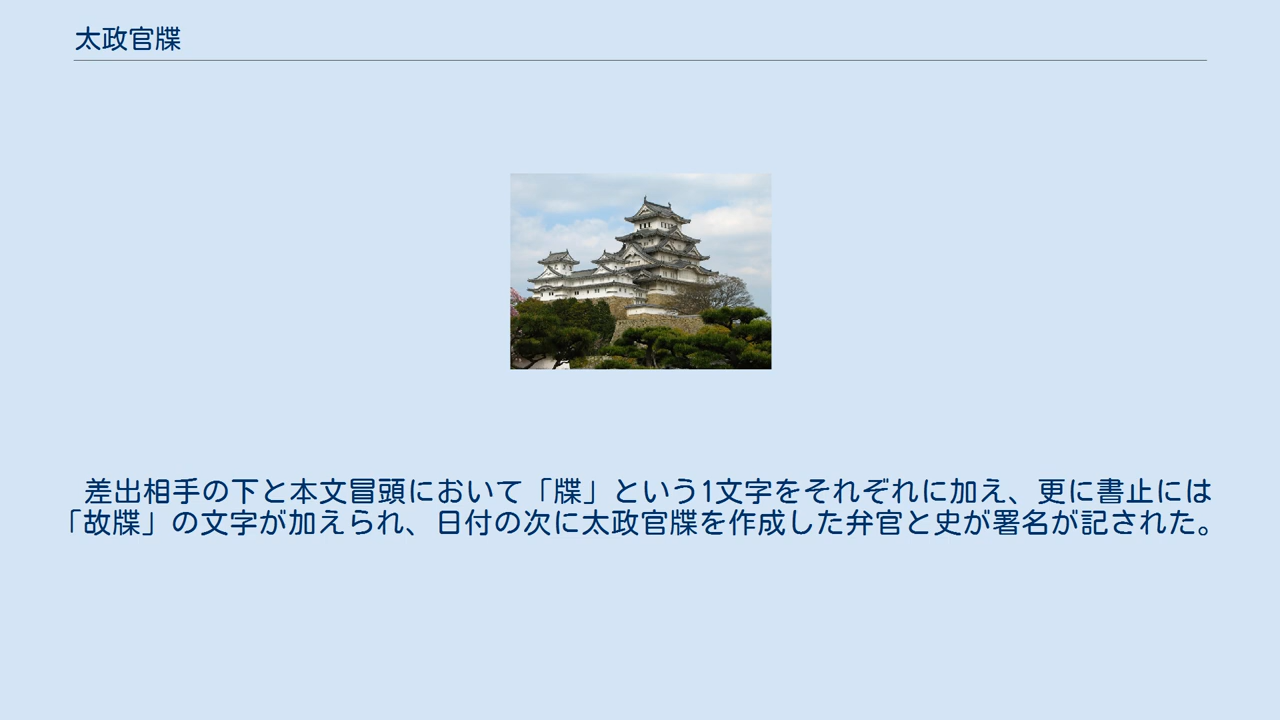 太政官牒
差出相手の下と本文冒頭において「牒」という1文字をそれぞれに加え、更に書止には
「故牒」の文字が加えられ、日付の次に太政官牒を作成した弁官と史が署名が記された。